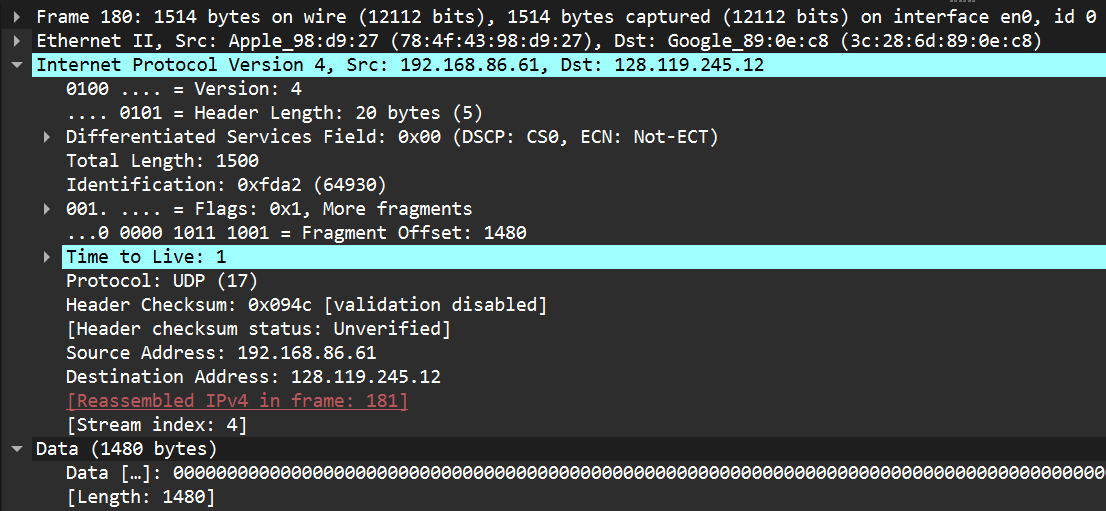 Frame 180: 1514 bytes on wire (12112 bits), 1514 bytes captured (12112 bits) on interface en0, id 0
Ethernet II, Src: Apple_98:d9:27 (78:4f:43:98:d9:27), Dst: Google_89:0e:c8 (3c:28:6d:89:0e:c8)
Internet Protocol Version 4, Src: 192.168.86.61, Dst: 128.119.245.12
0100 .... = Version: 4
.... 0101 = Header Length: 20 bytes (5)
Differentiated Services Field: 0x00 (DSCP: CS0, ECN: Not-ECT)
Total Length: 1500
Identification: 0xfda2 (64930)
001. .... = Flags: 0x1, More fragments
...0 0000 1011 1001 = Fragment Offset: 1480
Time to Live: 1
Protocol: UDP (17)
Header Checksum: 0x094c [validation disabled]
[Header checksum status: Unverified]
Source Address: 192.168.86.61
Destination Address: 128.119.245.12
[Reassembled IPv4 in frame: 181]
[Stream index: 4]
Data (1480 bytes)
Data […]: 000000000000000000000000000000000000000000000000000000000000000000000000000000000000000
[Length: 1480]